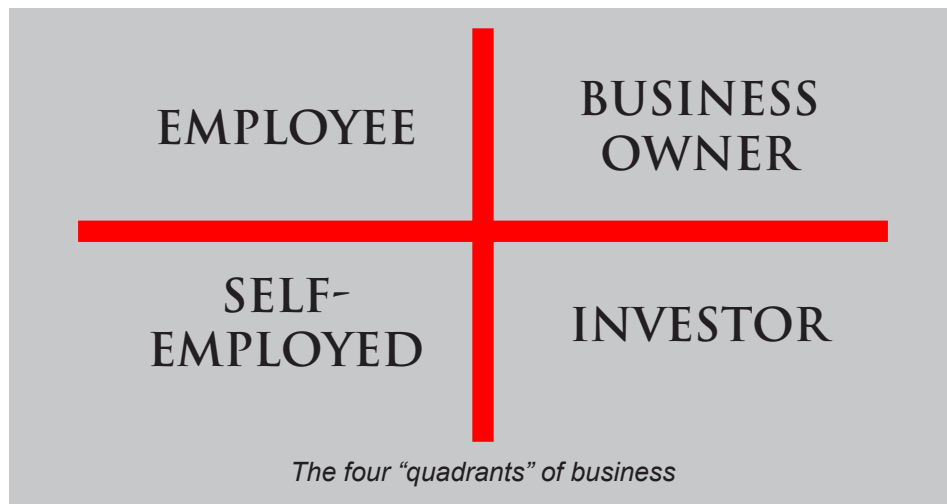 EMPLOYEE
BUSINESS
OWNER
SELF-
EMPLOYED
INVESTOR
The four “quadrants” of business